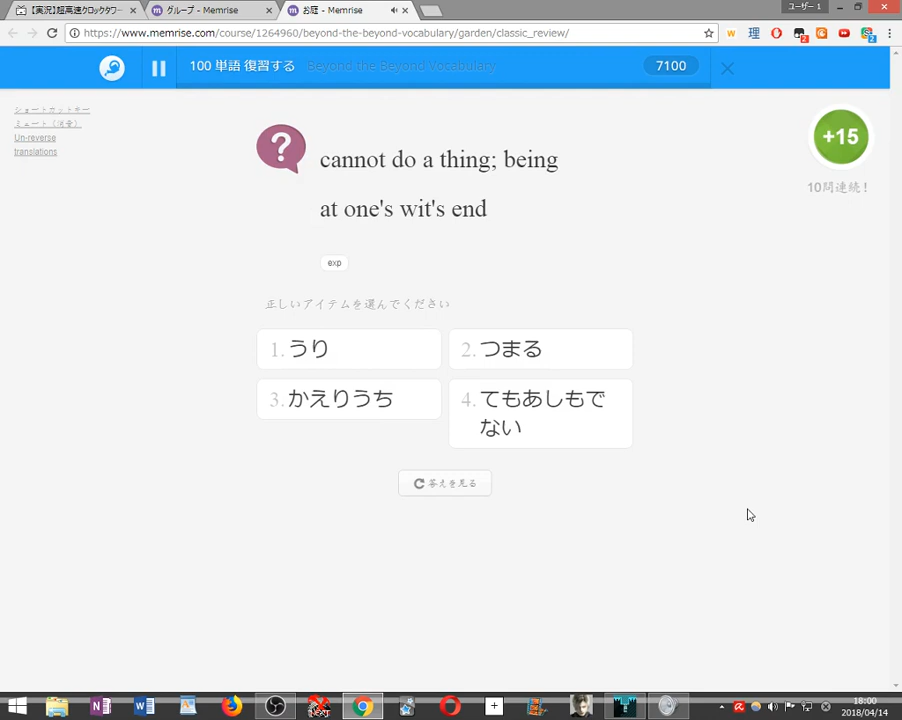 【実況】超高速クロックタワー
グループ - Memrise
お庭 - Memrise
ユーザー 1
https://www.memrise.com/course/1264960/beyond-the-beyond-vocabulary/garden/classic_review/
100 単語 復習する
Beyond the Beyond Vocabulary
7100
ショートカットキー
ミュート (低音)
Un-reverse
translations
+15
10問連続！
?
cannot do a thing; being
at one's wit's end
exp
正しいアイテムを選んでください
1. うり
2. つまる
3. かえりうち
4. てもあしもで
ない
答えを見る
18:00
2018/04/14